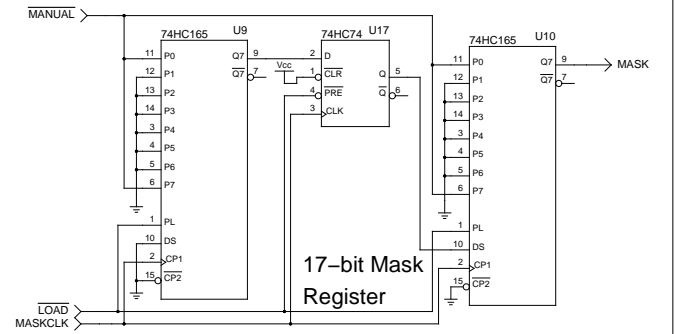 MANUAL
74HC165 U9
11 P0 Q7 9
12 P1 Q7 7
13 P2
14 P3
3 P4
4 P5
5 P6
6 P7
1 PL
10 DS
2 CP1
15 CP2
74HC74 U17
2 D
Vcc
1 CLR Q 5
4 PRE Q 6
3 CLK
74HC165 U10
11 P0 Q7 9 MASK
12 P1 Q7 7
13 P2
14 P3
3 P4
4 P5
5 P6
6 P7
1 PL
10 DS
2 CP1
15 CP2
17–bit Mask
Register
LOAD
MASKCLK